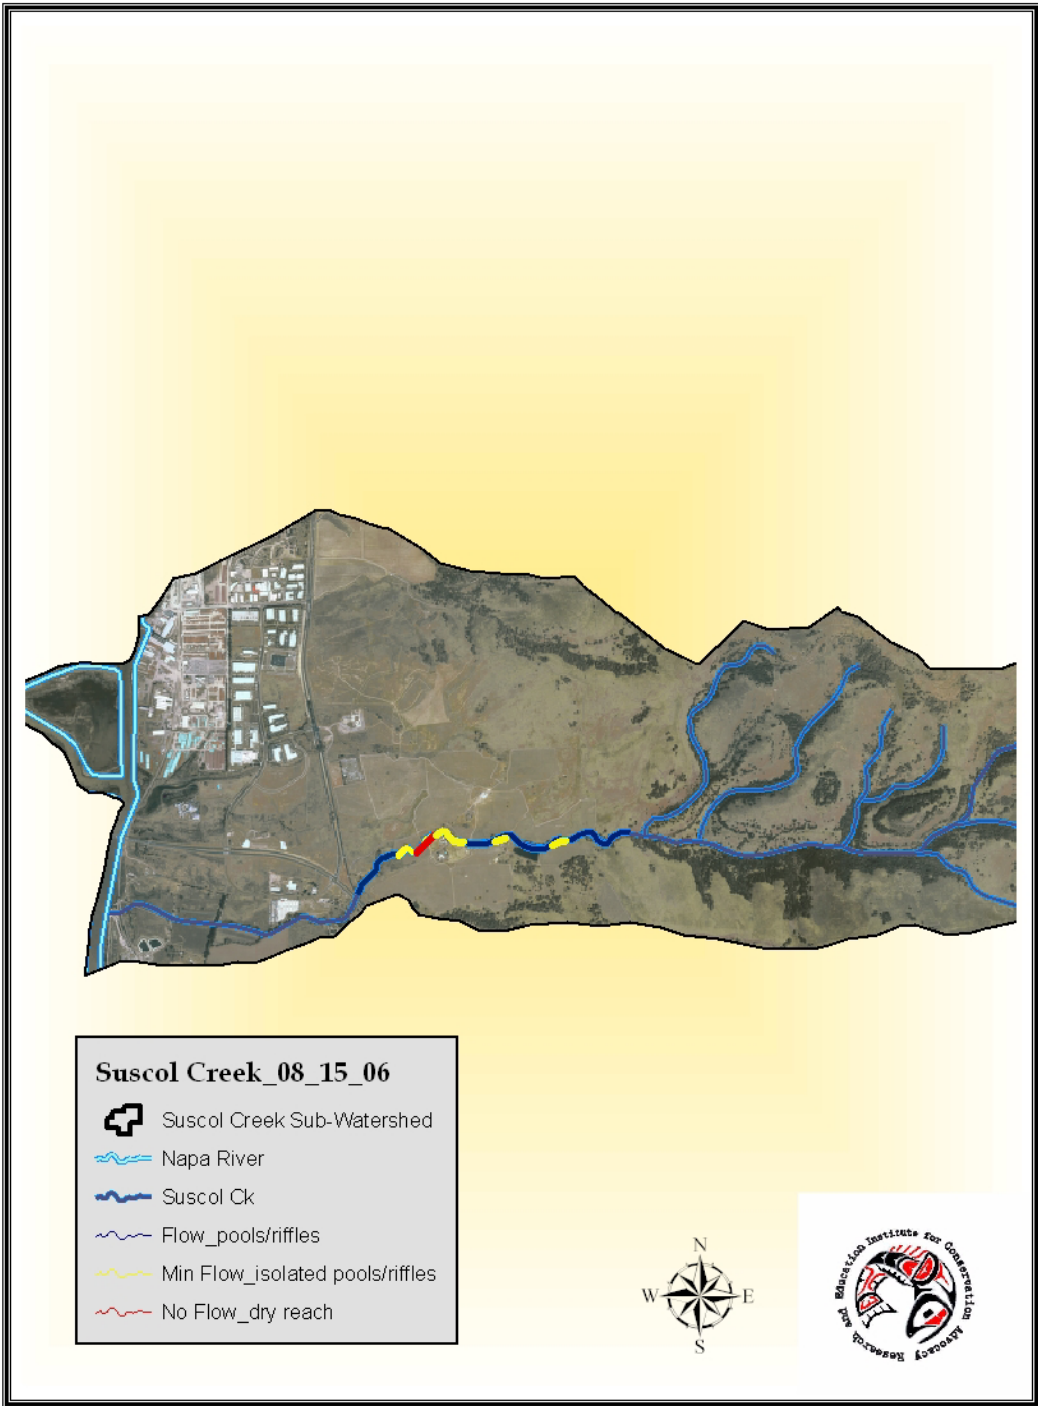 Suscol Creek_08_15_06
Suscol Creek Sub-Watershed
Napa River
Suscol Ck
Flow_pools/riffles
Min Flow_isolated pools/riffles
No Flow_dry reach
N
W E
S
Institute for Conservation Advocacy Research and Education